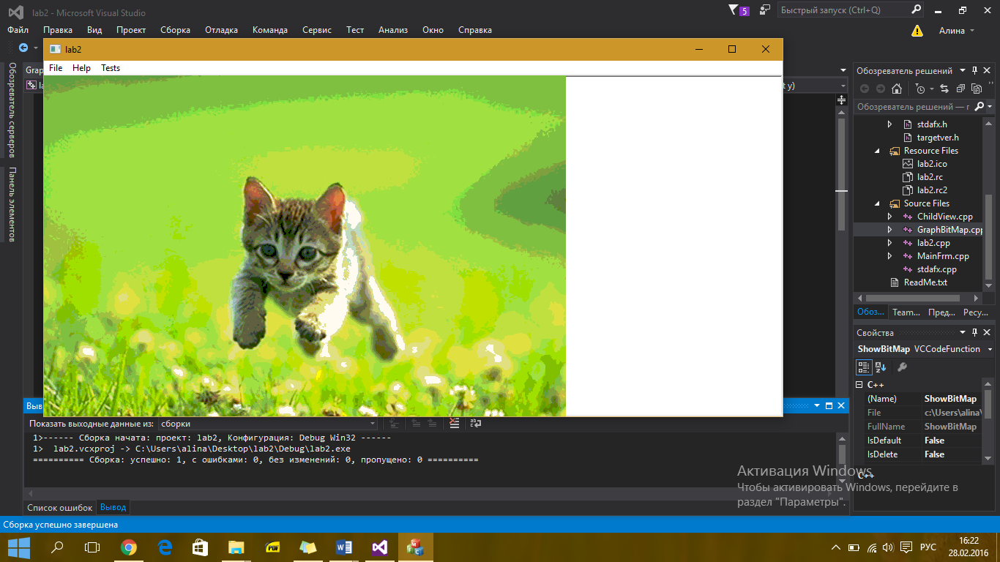 lab2 - Microsoft Visual Studio
5
Быстрый запуск (Ctrl+Q)
Файл Правка Вид Проект Сборка Отладка Команда Сервис Тест Анализ Окно Справка
Алина
lab2
File Help Tests
Обозреватель серверов
Панель элементов
Grap
t y)
Обозреватель решений
Обозреватель решений — г
stdafx.h
targetver.h
Resource Files
lab2.ico
lab2.rc
lab2.rc2
Source Files
ChildView.cpp
GraphBitMap.cpp
lab2.cpp
MainFrm.cpp
stdafx.cpp
ReadMe.txt
Обоз... Team... Пред... Ресу...
Свойства
ShowBitMap VCCodeFunction
C++
(Name) ShowBitMap
File c:\Users\alina\
FullName ShowBitMap
IsDefault False
IsDelete False
C++
Выв
Показать выходные данные из: сборки
1>------ Сборка начата: проект: lab2, Конфигурация: Debug Win32 ------
1> lab2.vcxproj -> C:\Users\alina\Desktop\lab2\Debug\lab2.exe
========== Сборка: успешно: 1, с ошибками: 0, без изменений: 0, пропущено: 0 ==========
Список ошибок Вывод
Активация Windows
Чтобы активировать Windows, перейдите в
раздел "Параметры".
Сборка успешно завершена
PDF
РУС
16:22
28.02.2016